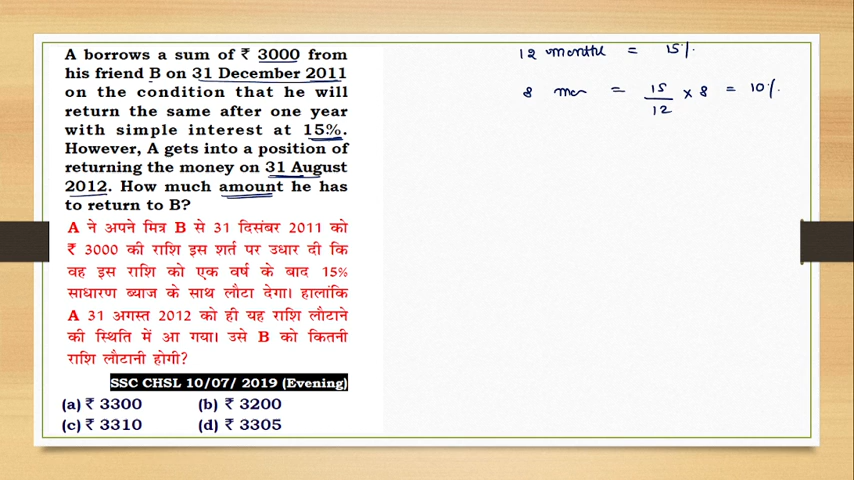 A borrows a sum of ₹ 3000 from
his friend B on 31 December 2011
on the condition that he will
return the same after one year
with simple interest at 15%.
However, A gets into a position of
returning the money on 31 August
2012. How much amount he has
to return to B?
A ने अपने मित्र B से 31 दिसंबर 2011 को
₹ 3000 की राशि इस शर्त पर उधार दी कि
वह इस राशि को एक वर्ष के बाद 15%
साधारण ब्याज के साथ लौटा देगा। हालांकि
A 31 अगस्त 2012 को ही यह राशि लौटाने
की स्थिति में आ गया। उसे B को कितनी
राशि लौटानी होगी?
SSC CHSL 10/07/ 2019 (Evening)
(a) ₹ 3300 (b) ₹ 3200
(c) ₹ 3310 (d) ₹ 3305
12 months = 15%
8 = 15/12 × 8 = 10%